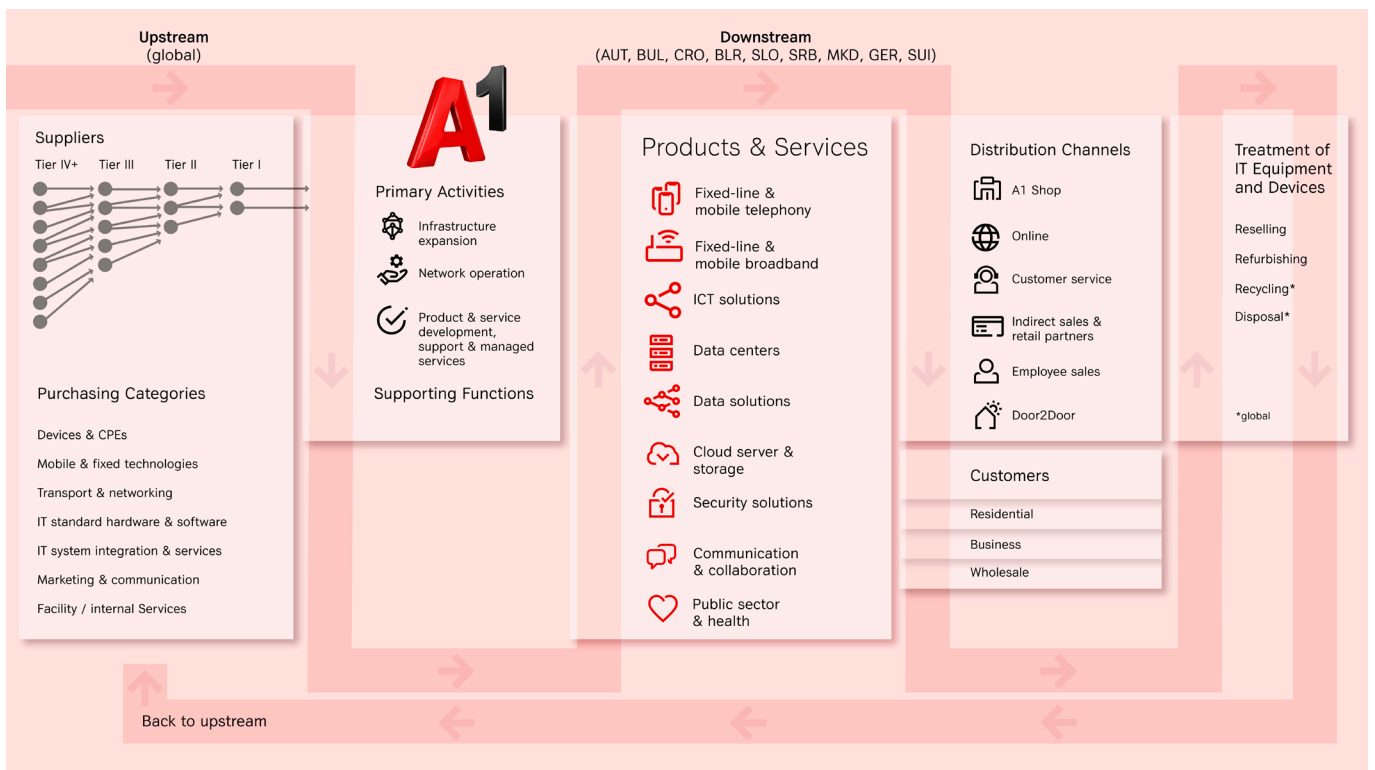 Upstream
(global)
Downstream
(AUT, BUL, CRO, BLR, SLO, SRB, MKD, GER, SUI)
Suppliers
Tier IV+
Tier III
Tier II
Tier I
Purchasing Categories
Devices & CPEs
Mobile & fixed technologies
Transport & networking
IT standard hardware & software
IT system integration & services
Marketing & communication
Facility / internal Services
A1
Primary Activities
Infrastructure
expansion
Network operation
Product & service
development,
support & managed
services
Supporting Functions
Products & Services
Fixed-line &
mobile telephony
Fixed-line &
mobile broadband
ICT solutions
Data centers
Data solutions
Cloud server &
storage
Security solutions
Communication
& collaboration
Public sector
& health
Distribution Channels
A1 Shop
Online
Customer service
Indirect sales &
retail partners
Employee sales
Door2Door
Customers
Residential
Business
Wholesale
Treatment of
IT Equipment
and Devices
Reselling
Refurbishing
Recycling*
Disposal*
*global
Back to upstream